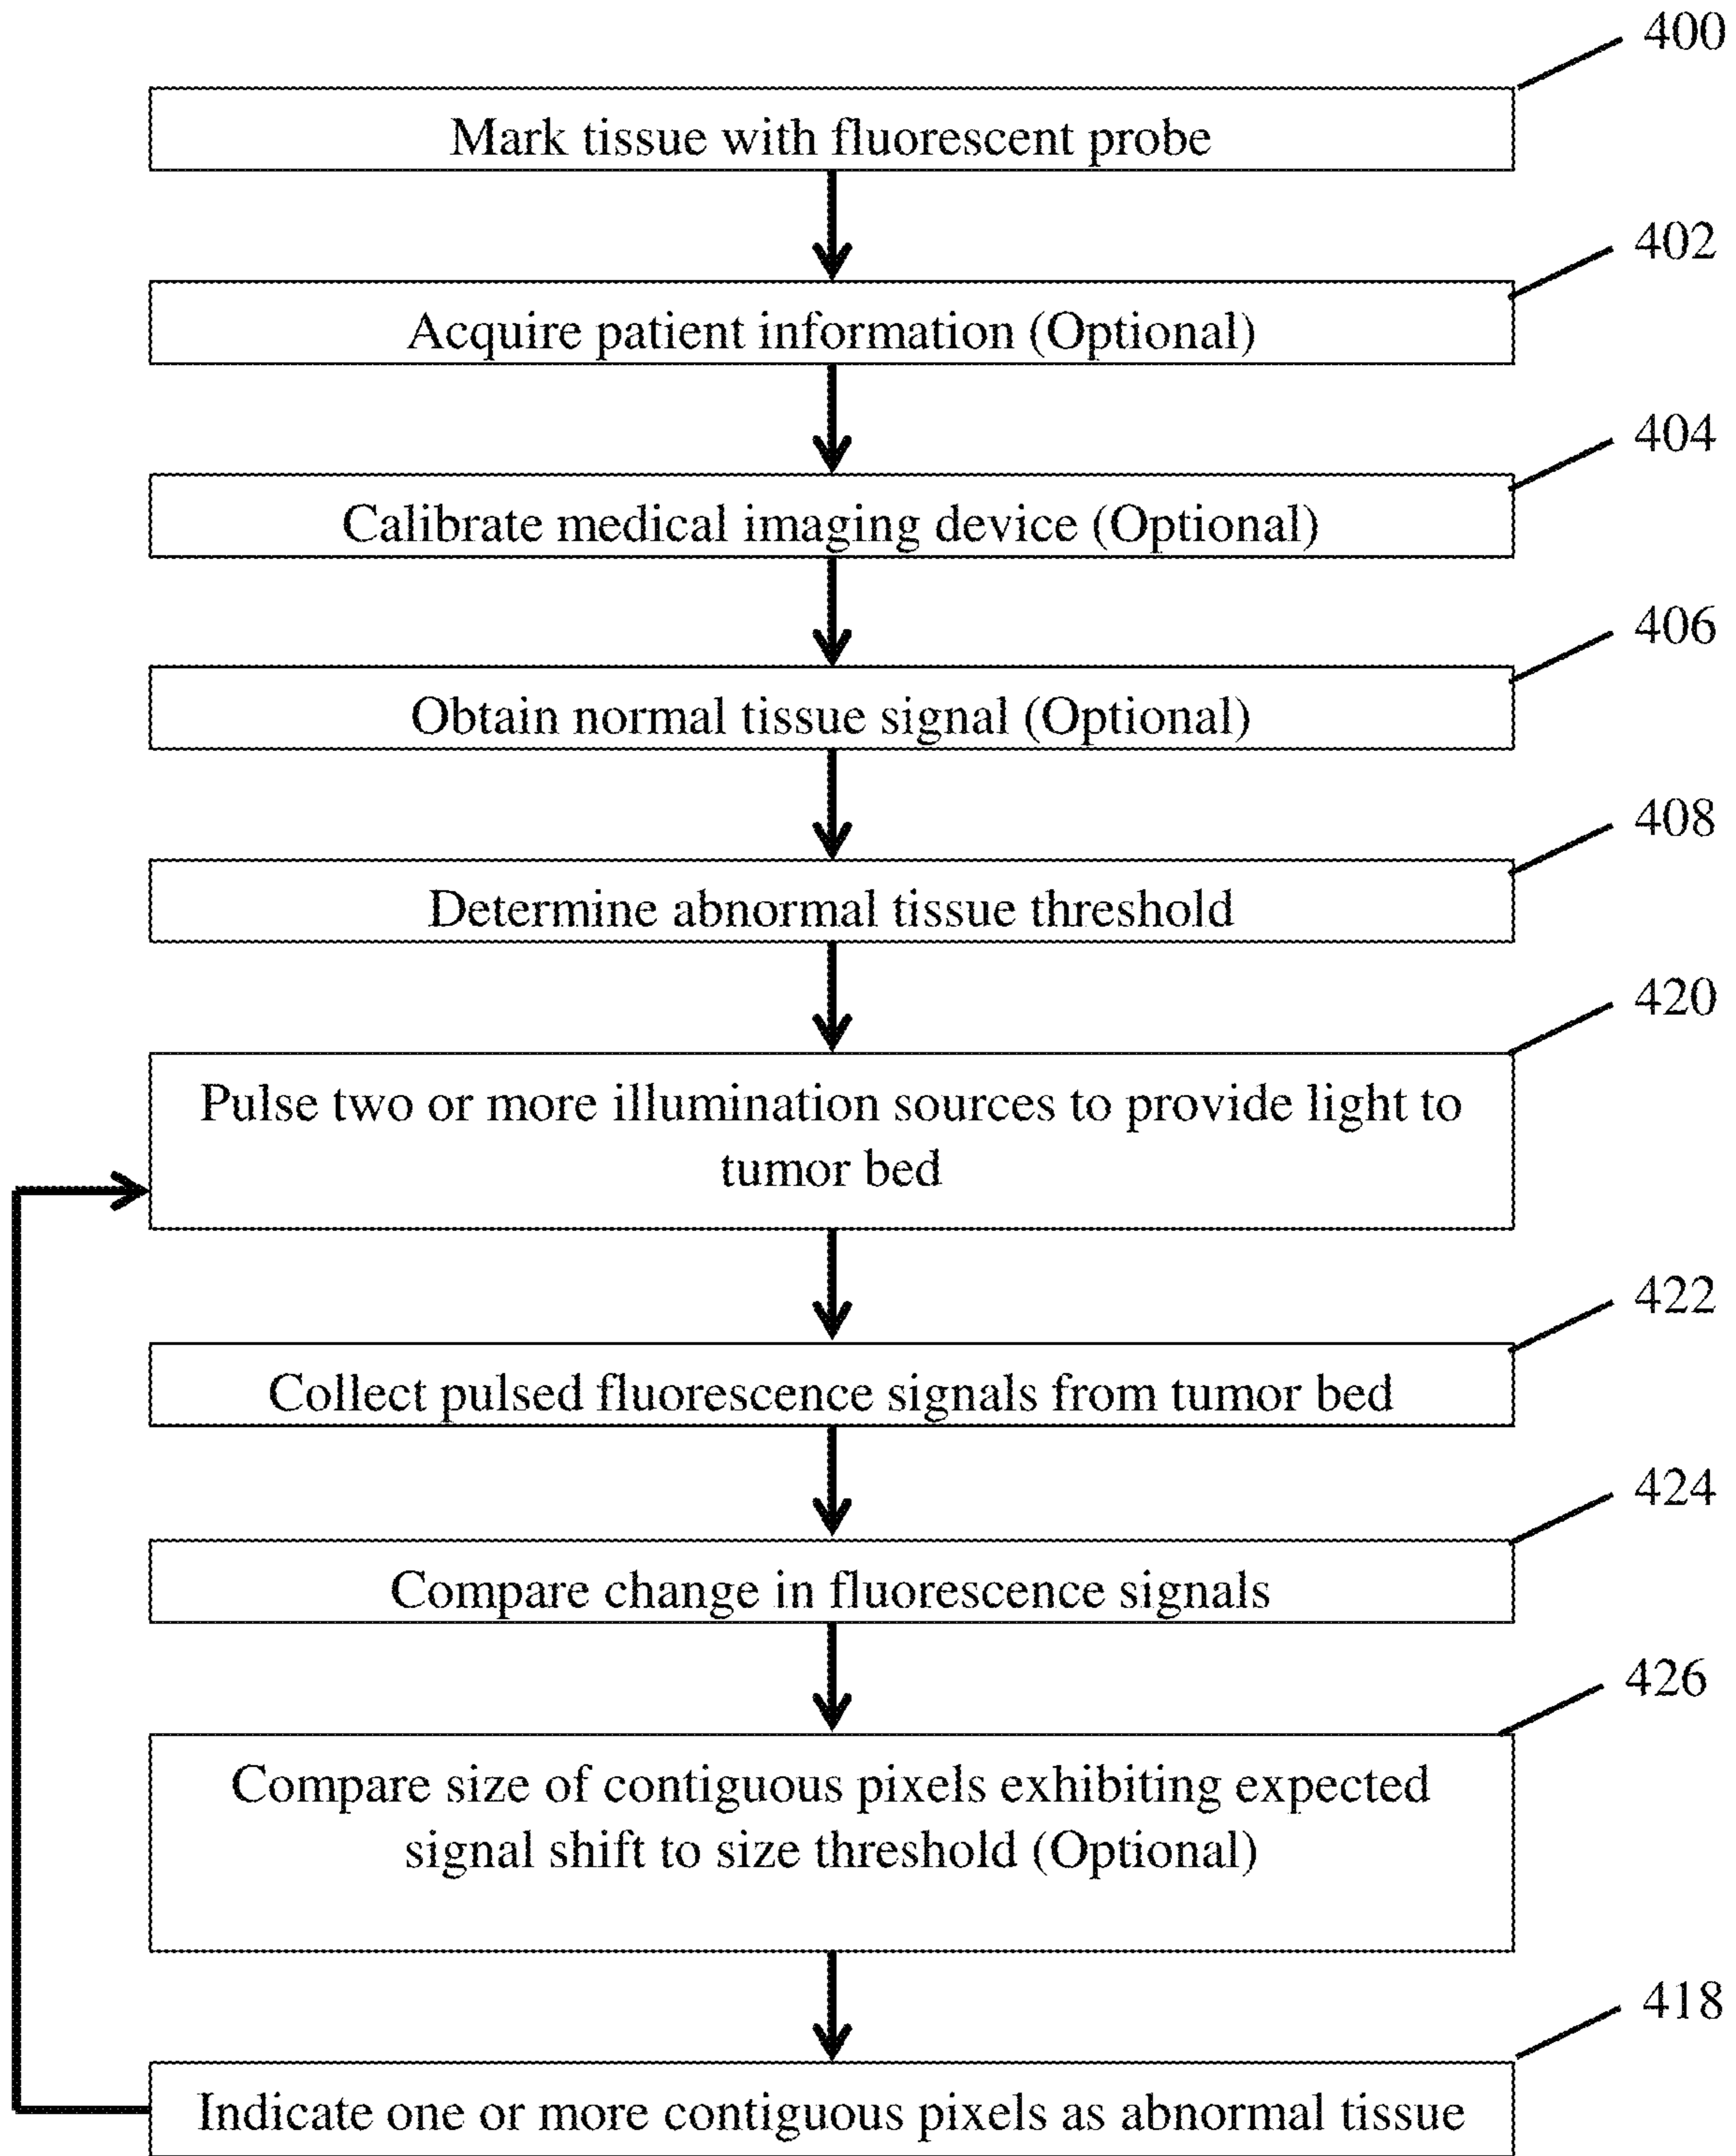 400
Mark tissue with fluorescent probe
402
Acquire patient information (Optional)
404
Calibrate medical imaging device (Optional)
406
Obtain normal tissue signal (Optional)
408
Determine abnormal tissue threshold
420
Pulse two or more illumination sources to provide light to
tumor bed
422
Collect pulsed fluorescence signals from tumor bed
424
Compare change in fluorescence signals
426
Compare size of contiguous pixels exhibiting expected
signal shift to size threshold (Optional)
418
Indicate one or more contiguous pixels as abnormal tissue